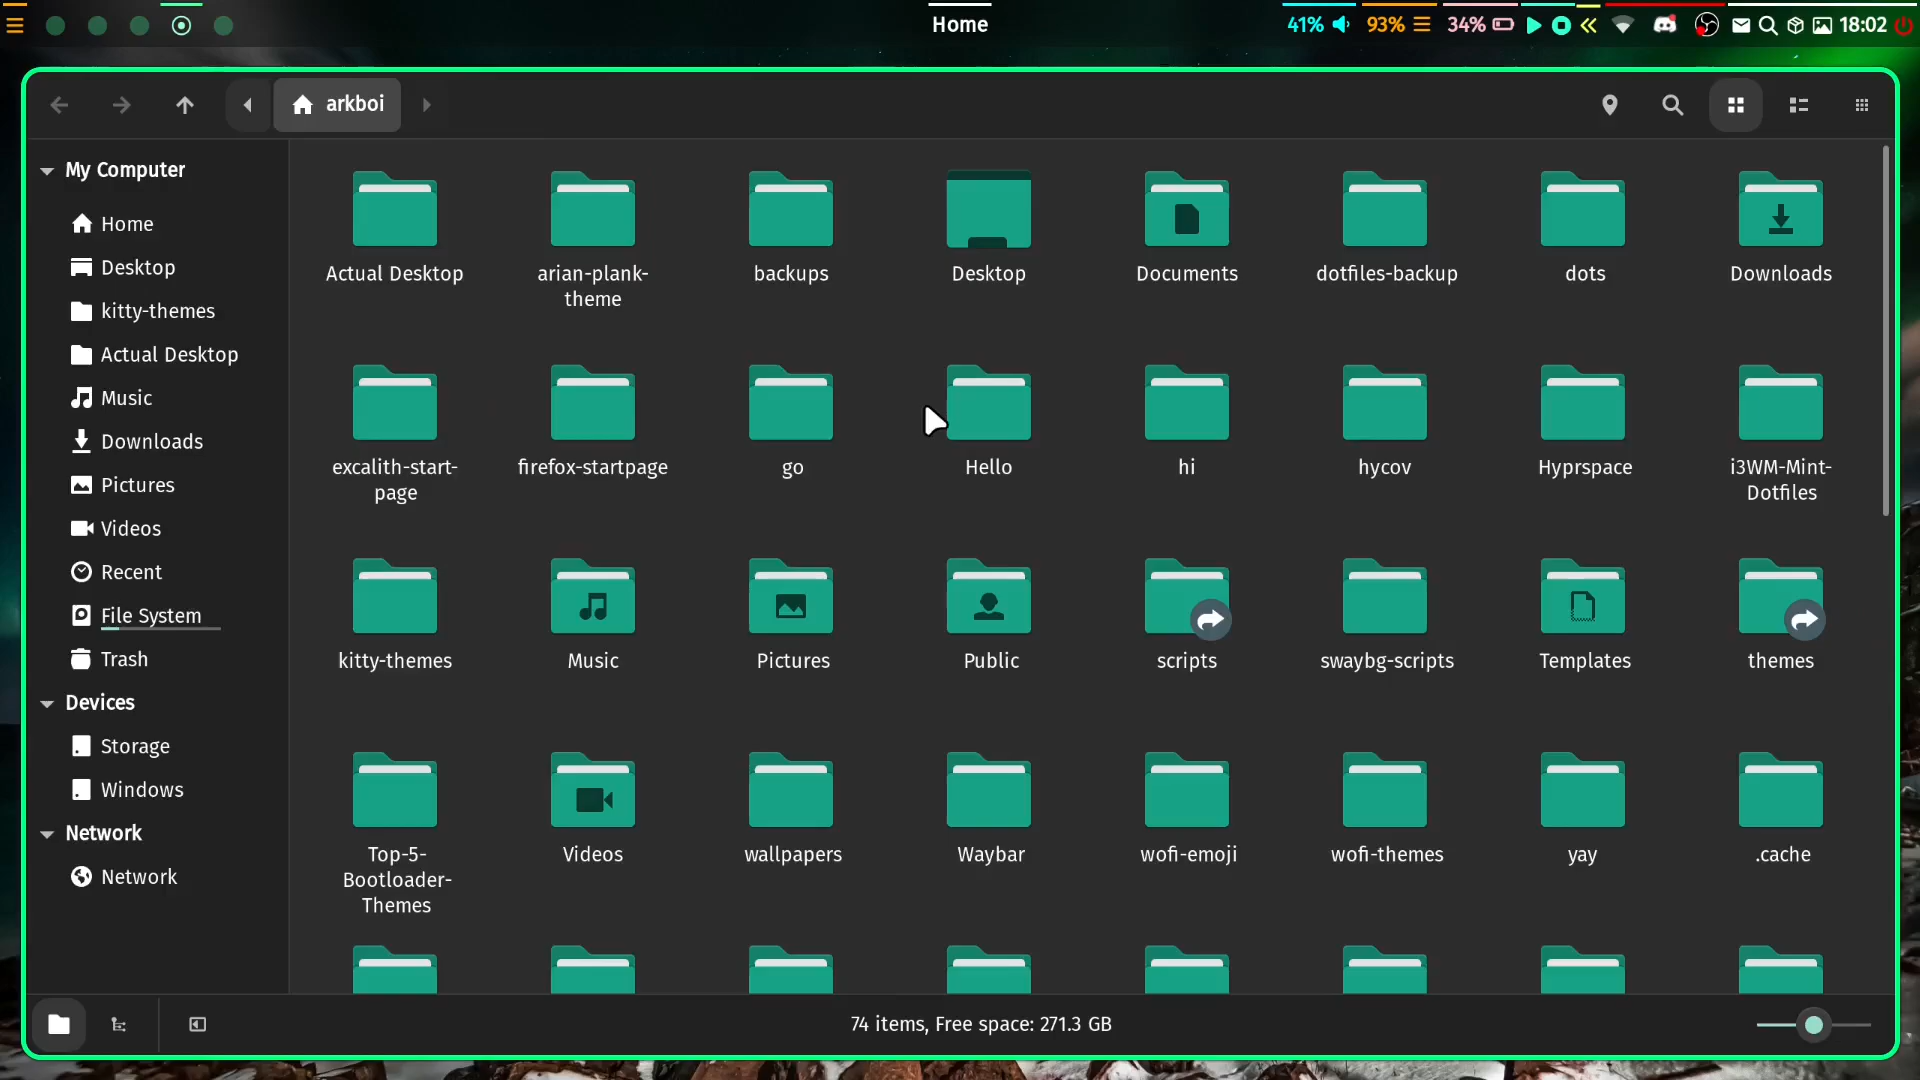 Home
41%
93%
34%
18:02
arkboi
My Computer
Home
Desktop
kitty-themes
Actual Desktop
Music
Downloads
Pictures
Videos
Recent
File System
Trash
Devices
Storage
Windows
Network
Network
Actual Desktop
arian-plank-
theme
backups
Desktop
Documents
dotfiles-backup
dots
Downloads
excalith-start-
page
firefox-startpage
go
Hello
hi
hycov
Hyprspace
i3WM-Mint-
Dotfiles
kitty-themes
Music
Pictures
Public
scripts
swaybg-scripts
Templates
themes
Top-5-
Bootloader-
Themes
Videos
wallpapers
Waybar
wofi-emoji
wofi-themes
yay
.cache
74 items, Free space: 271.3 GB